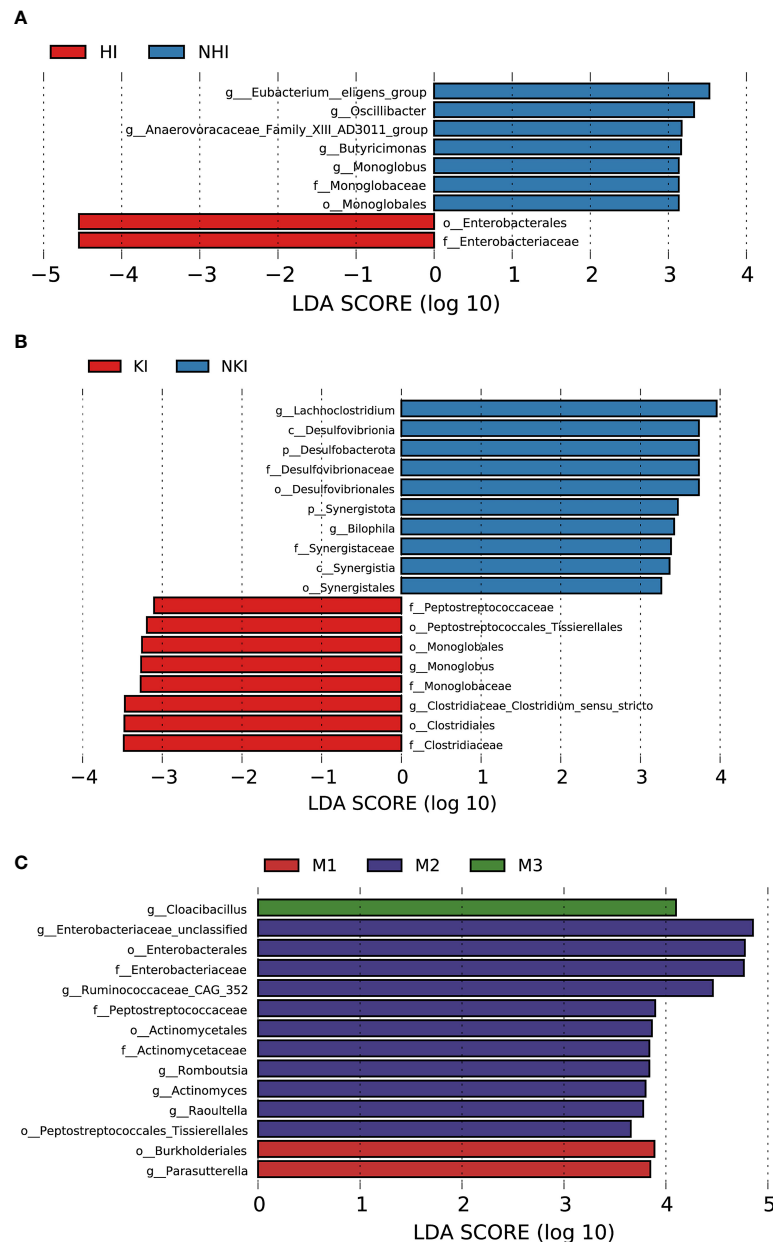 A
HI NHI
g___Eubacterium__eligens_group
g__Oscillibacter
g__Anaerovoracaceae_Family_XIII_AD3011_group
g__Butyricimonas
g__Monoglobus
f__Monoglobaceae
o__Monoglobales
o__Enterobacterales
f__Enterobacteriaceae
−5 −4 −3 −2 −1 0 1 2 3 4
LDA SCORE (log 10)
B
KI NKI
g__Lachnoclostridium
c__Desulfovibrionia
p__Desulfobacterota
f__Desulfovibrionaceae
o__Desulfovibrionales
p__Synergistota
g__Bilophila
f__Synergistaceae
c__Synergistia
o__Synergistales
f__Peptostreptococcaceae
o__Peptostreptococcales_Tissierellales
o__Monoglobales
g__Monoglobus
f__Monoglobaceae
g__Clostridiaceae_Clostridium_sensu_stricto
o__Clostridiales
f__Clostridiaceae
−4 −3 −2 −1 0 1 2 3 4
LDA SCORE (log 10)
C
M1 M2 M3
g__Cloacibacillus
g__Enterobacteriaceae_unclassified
o__Enterobacterales
f__Enterobacteriaceae
g__Ruminococcaceae_CAG_352
f__Peptostreptococcaceae
o__Actinomycetales
f__Actinomycetaceae
g__Romboutsia
g__Actinomyces
g__Raoultella
o__Peptostreptococcales_Tissierellales
o__Burkholderiales
g__Parasutterella
0 1 2 3 4 5
LDA SCORE (log 10)